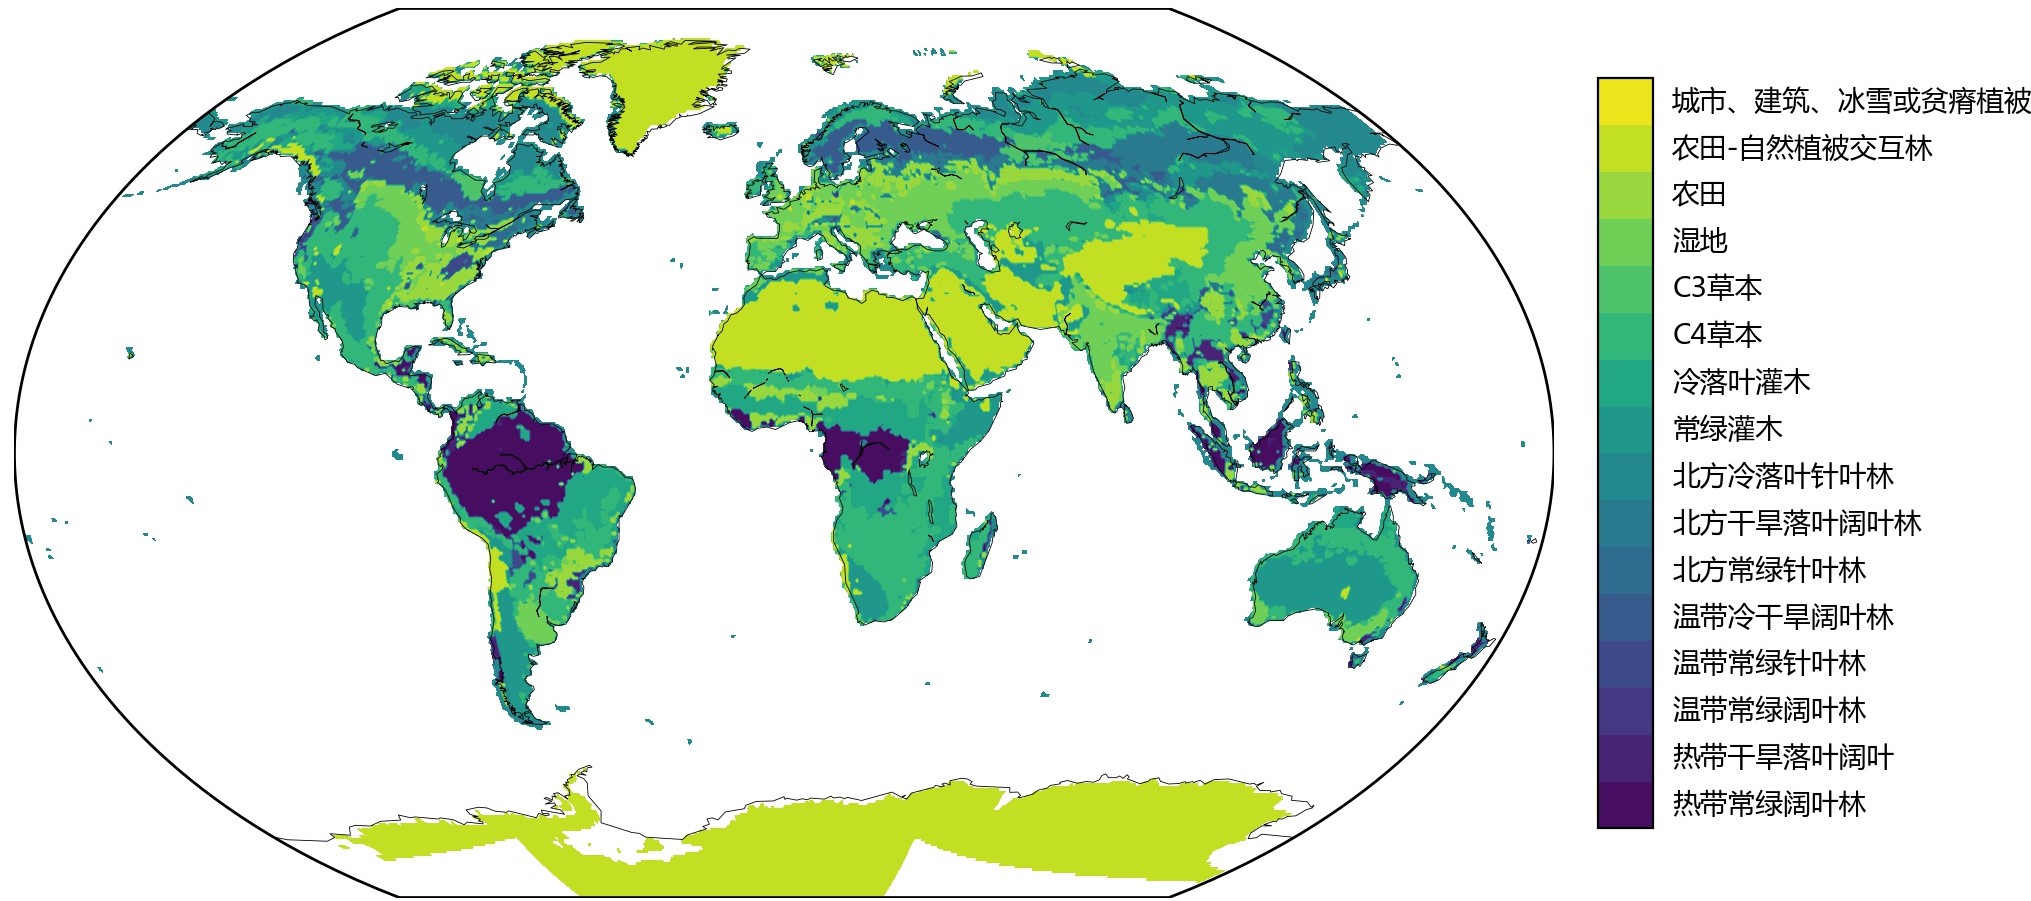 城市、建筑、冰雪或贫瘠植被
农田-自然植被交互林
农田
湿地
C3草本
C4草本
冷落叶灌木
常绿灌木
北方冷落叶针叶林
北方干旱落叶阔叶林
北方常绿针叶林
温带冷干旱阔叶林
温带常绿针叶林
温带常绿阔叶林
热带干旱落叶阔叶
热带常绿阔叶林